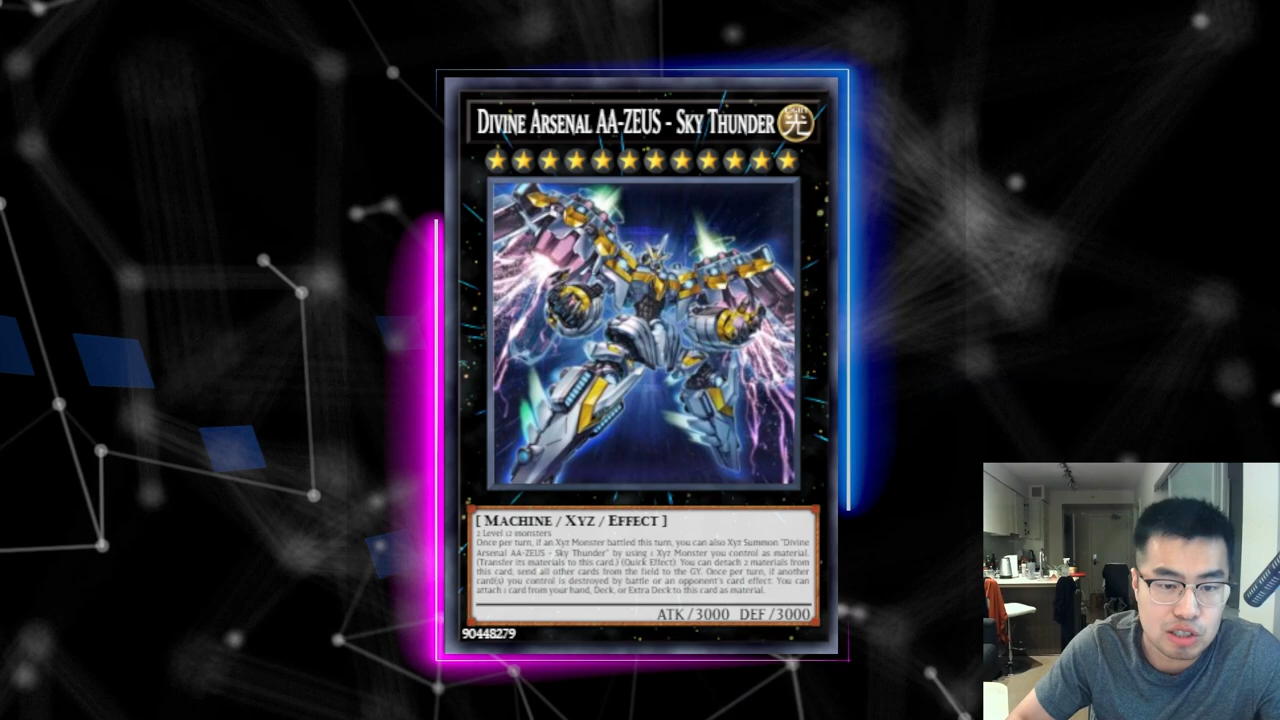 DIVINE ARSENAL AA-ZEUS - SKY THUNDER
LIGHT
光
[ MACHINE / XYZ / EFFECT ]
2 Level 12 monsters
Once per turn, if an Xyz Monster battled this turn, you can also Xyz Summon "Divine
Arsenal AA-ZEUS - Sky Thunder" by using 1 Xyz Monster you control as material.
(Transfer its materials to this card.) (Quick Effect): You can detach 2 materials from
this card; send all other cards from the field to the GY. Once per turn, if another
card(s) you control is destroyed by battle or an opponent's card effect: You can
attach 1 card from your hand, Deck, or Extra Deck to this card as material.
ATK / 3000 DEF / 3000
90448279